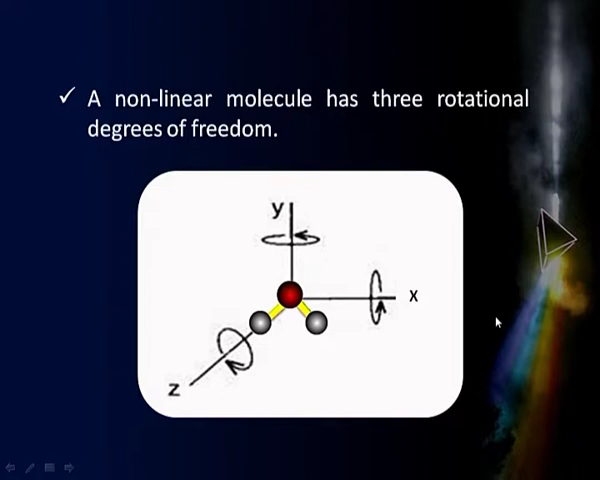 ✓ A non-linear molecule has three rotational
degrees of freedom.
y
x
z